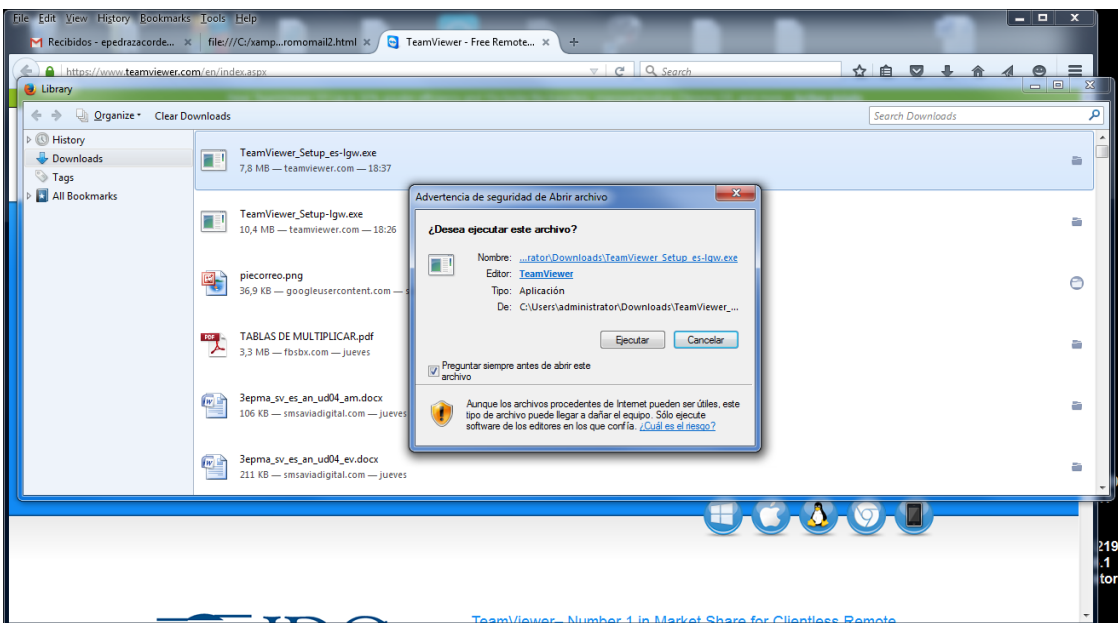 File Edit View History Bookmarks Tools Help
Recibidos - epedrazacorde...
file:///C:/xamp...romomail2.html
TeamViewer - Free Remote...
https://www.teamviewer.com/en/index.aspx
Search
Library
Organize
Clear Downloads
Search Downloads
History
Downloads
Tags
All Bookmarks
TeamViewer_Setup_es-lgw.exe
7,8 MB — teamviewer.com — 18:37
TeamViewer_Setup-lgw.exe
10,4 MB — teamviewer.com — 18:26
piecorreo.png
36,9 KB — googleusercontent.com — s
TABLAS DE MULTIPLICAR.pdf
3,3 MB — fbsbx.com — jueves
3epma_sv_es_an_ud04_am.docx
106 KB — smsaviadigital.com — jueves
3epma_sv_es_an_ud04_ev.docx
211 KB — smsaviadigital.com — jueves
Advertencia de seguridad de Abrir archivo
¿Desea ejecutar este archivo?
Nombre: ...rator\Downloads\TeamViewer_Setup_es-lgw.exe
Editor: TeamViewer
Tipo: Aplicación
De: C:\Users\administrator\Downloads\TeamViewer_...
Ejecutar
Cancelar
Preguntar siempre antes de abrir este
archivo
Aunque los archivos procedentes de Internet pueden ser útiles, este
tipo de archivo puede llegar a dañar el equipo. Sólo ejecute
software de los editores en los que confía. ¿Cuál es el riesgo?
219
.1
tor
TeamViewer– Number 1 in Market Share for Clientless Remote